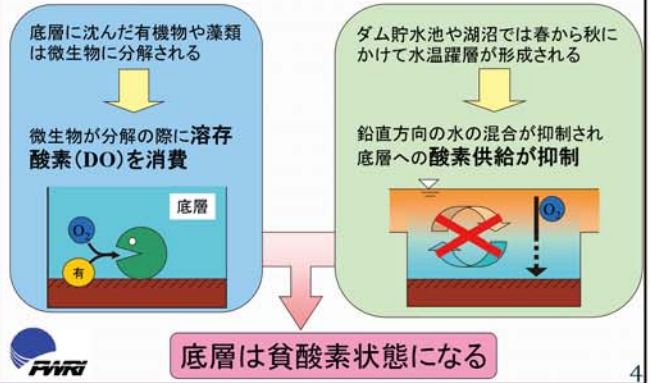 底層に沈んだ有機物や藻類
は微生物に分解される
微生物が分解の際に溶存
酸素(DO)を消費
底層
O₂
有
ダム貯水池や湖沼では春から秋に
かけて水温躍層が形成される
鉛直方向の水の混合が抑制され
底層への酸素供給が抑制
O₂
底層は貧酸素状態になる
PWRI
4